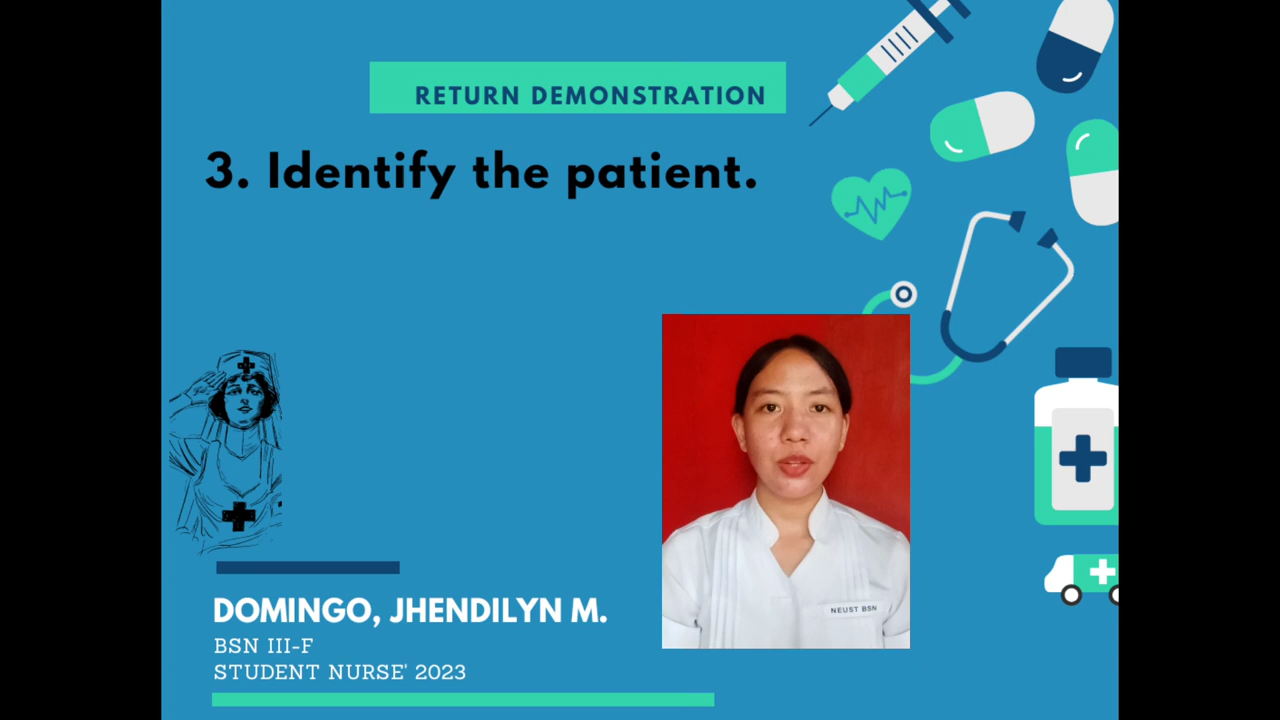 RETURN DEMONSTRATION
3. Identify the patient.
NEUST BSN
DOMINGO, JHENDILYN M.
BSN III-F
STUDENT NURSE' 2023